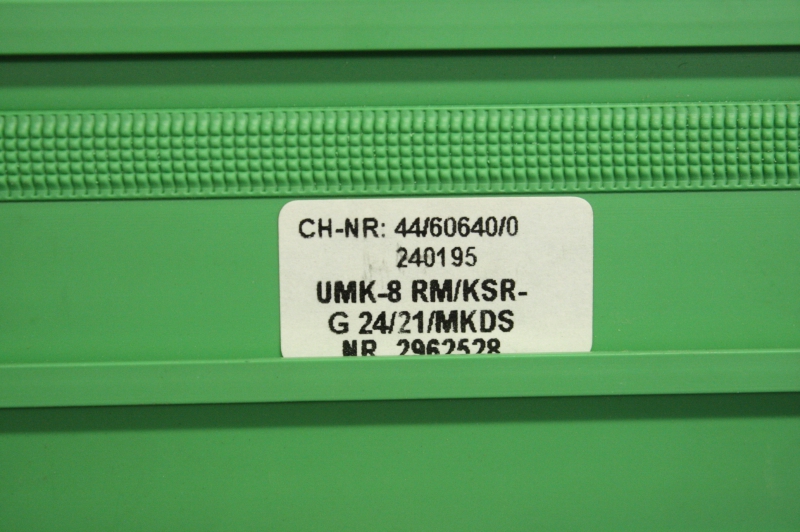 CH-NR: 44/60640/0
240195
UMK-8 RM/KSR-
G 24/21/MKDS
NR. 2962528